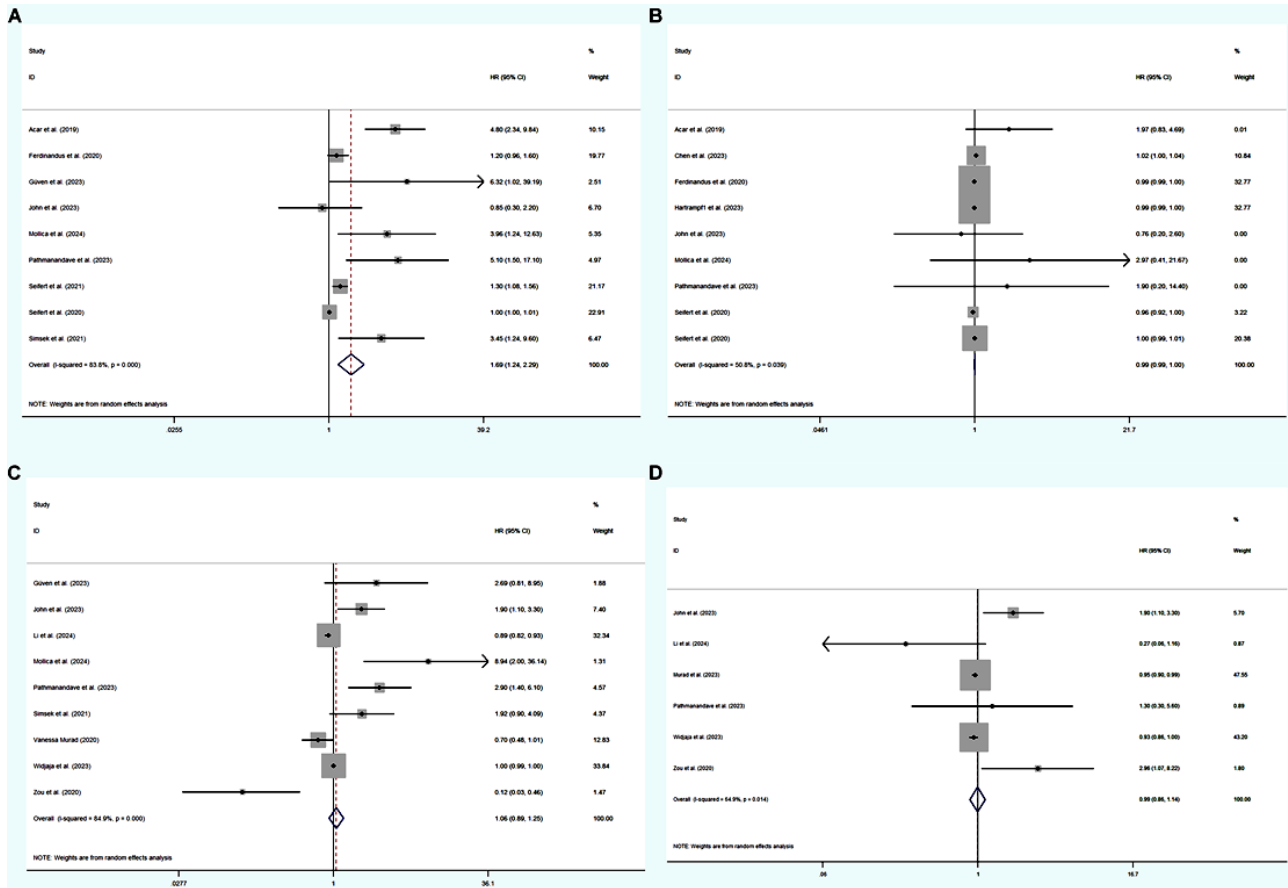 A
Study %
ID HR (95% CI) Weight
Acar et al. (2019) 4.80 (2.34, 9.84) 10.15
Ferdinandus et al. (2020) 1.20 (0.96, 1.60) 19.77
Güven et al. (2023) 6.32 (1.02, 39.19) 2.51
John et al. (2023) 0.85 (0.30, 2.20) 6.70
Mollica et al. (2024) 3.96 (1.24, 12.63) 5.35
Pathmanandave et al. (2023) 5.10 (1.50, 17.10) 4.97
Seifert et al. (2021) 1.30 (1.08, 1.56) 21.17
Seifert et al. (2020) 1.00 (1.00, 1.01) 22.91
Simsek et al. (2021) 3.45 (1.24, 9.60) 6.47
Overall (I-squared = 83.8%, p = 0.000) 1.69 (1.24, 2.29) 100.00
NOTE: Weights are from random effects analysis
.0255 1 39.2
B
Study %
ID HR (95% CI) Weight
Acar et al. 2019) 1.97 (0.83, 4.69) 0.01
Chen et al. (2023) 1.02 (1.00, 1.04) 10.84
Ferdinandus et al. (2020) 0.99 (0.99, 1.00) 32.77
Hartrampf1 et al. (2023) 0.99 (0.99, 1.00) 32.77
John et al. (2023) 0.76 (0.20, 2.60) 0.00
Mollica et al. (2024) 2.97 (0.41, 21.67) 0.00
Pathmanandave et al. (2023) 1.90 (0.20, 14.40) 0.00
Seifert et al. (2020) 0.96 (0.92, 1.00) 3.22
Seifert et al. (2020) 1.00 (0.99, 1.01) 20.38
Overall (I-squared = 50.8%, p = 0.039) 0.99 (0.99, 1.00) 100.00
NOTE: Weights are from random effects analysis
.0461 1 21.7
C
Study %
ID HR (95% CI) Weight
Güven et al. (2023) 2.69 (0.81, 8.95) 1.88
John et al. (2023) 1.90 (1.10, 3.30) 7.40
Li et al. (2024) 0.89 (0.82, 0.93) 32.34
Mollica et al. (2024) 8.94 (2.00, 36.14) 1.31
Pathmanandave et al. (2023) 2.90 (1.40, 6.10) 4.57
Simsek et al. (2021) 1.92 (0.90, 4.09) 4.37
Vanessa Murad (2020) 0.70 (0.48, 1.01) 12.83
Widjaja et al. (2023) 1.00 (0.99, 1.00) 33.84
Zou et al. (2020) 0.12 (0.03, 0.46) 1.47
Overall (I-squared = 84.9%, p = 0.000) 1.06 (0.89, 1.25) 100.00
NOTE: Weights are from random effects analysis
.0277 1 36.1
D
Study %
ID HR (95% CI) Weight
John et al. (2023) 1.90 (1.10, 3.30) 5.70
Li et al. (2024) 0.27 (0.06, 1.16) 0.87
Murad et al. (2023) 0.95 (0.90, 0.99) 47.55
Pathmanandave et al. (2023) 1.30 (0.30, 5.60) 0.89
Widjaja et al. (2023) 0.93 (0.86, 1.00) 43.20
Zou et al. (2020) 2.96 (1.07, 8.22) 1.80
Overall (I-squared = 64.9%, p = 0.014) 0.99 (0.86, 1.14) 100.00
NOTE: Weights are from random effects analysis
.06 1 16.7